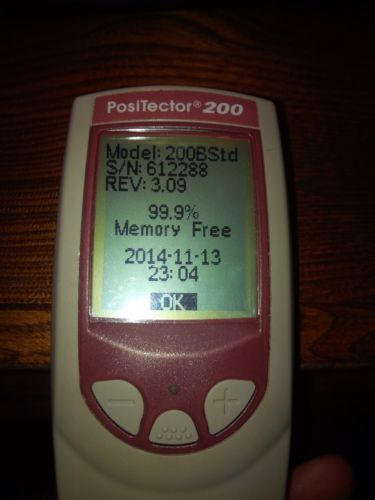 PosiTector® 200
Model: 200BStd
S/N: 612288
REV: 3.09
99.9%
Memory Free
2014-11-13
23:04
OK
− +